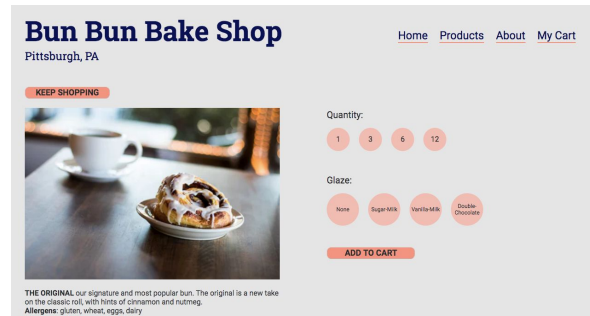 Bun Bun Bake Shop
Pittsburgh, PA
Home Products About My Cart
KEEP SHOPPING
Quantity:
1 3 6 12
Glaze:
None Sugar-Milk Vanilla-Milk Double-
Chocolate
ADD TO CART
THE ORIGINAL our signature and most popular bun. The original is a new take
on the classic roll, with hints of cinnamon and nutmeg.
Allergens: gluten, wheat, eggs, dairy